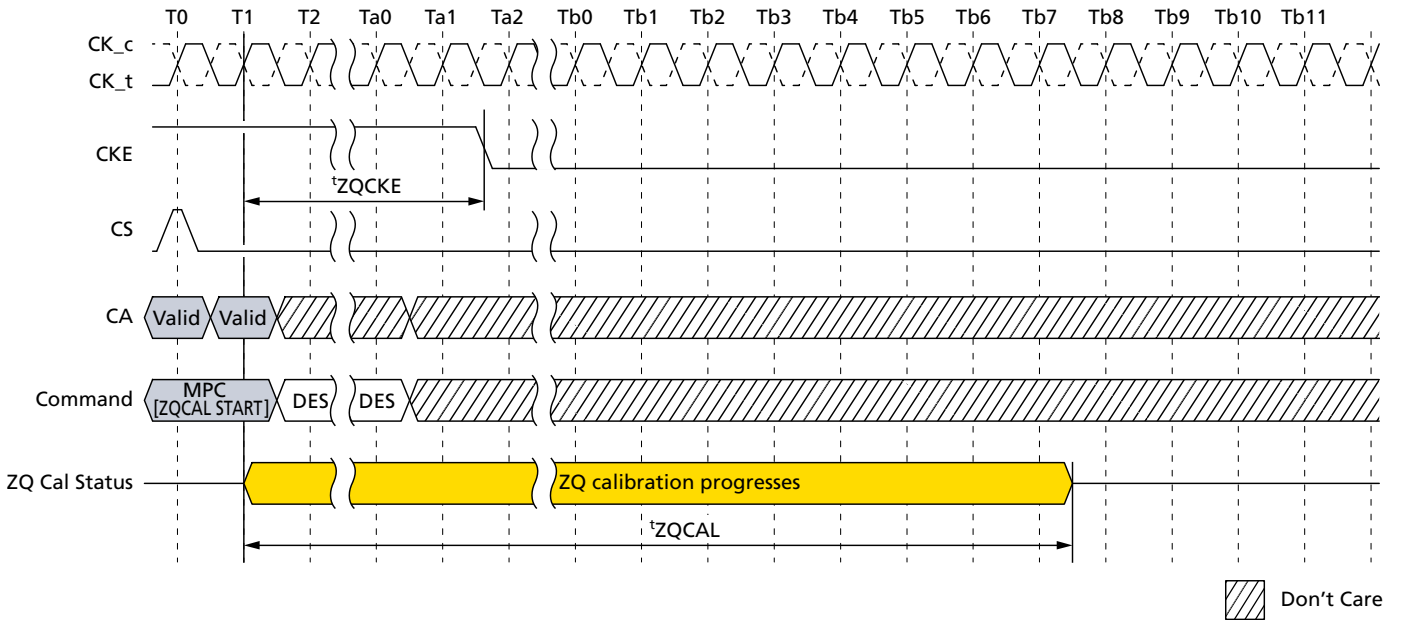 T0 T1 T2 Ta0 Ta1 Ta2 Tb0 Tb1 Tb2 Tb3 Tb4 Tb5 Tb6 Tb7 Tb8 Tb9 Tb10 Tb11
CK_c
CK_t
CKE
tZQCKE
CS
CA Valid Valid
Command MPC [ZQCAL START] DES DES
ZQ Cal Status ZQ calibration progresses
tZQCAL
Don't Care